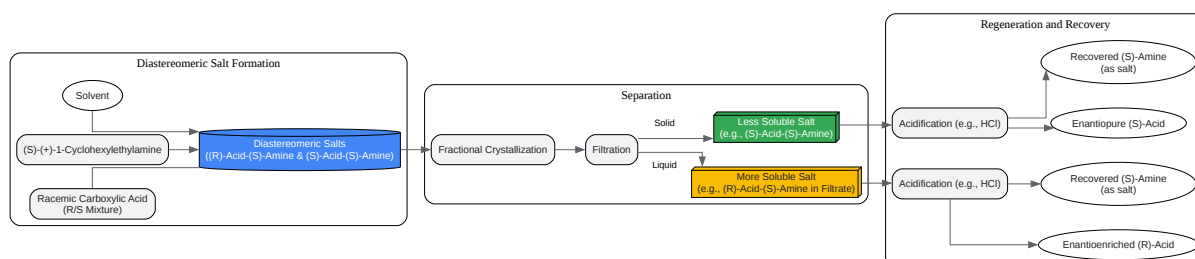 Diastereomeric Salt Formation
Solvent
(S)-(+)-1-Cyclohexylethylamine
Racemic Carboxylic Acid
(R/S Mixture)
Diastereomeric Salts
((R)-Acid-(S)-Amine & (S)-Acid-(S)-Amine)
Separation
Fractional Crystallization
Filtration
Solid
Liquid
Less Soluble Salt
(e.g., (S)-Acid-(S)-Amine)
More Soluble Salt
(e.g., (R)-Acid-(S)-Amine in Filtrate)
Regeneration and Recovery
Acidification (e.g., HCl)
Recovered (S)-Amine
(as salt)
Enantiopure (S)-Acid
Acidification (e.g., HCl)
Recovered (S)-Amine
(as salt)
Enantioenriched (R)-Acid